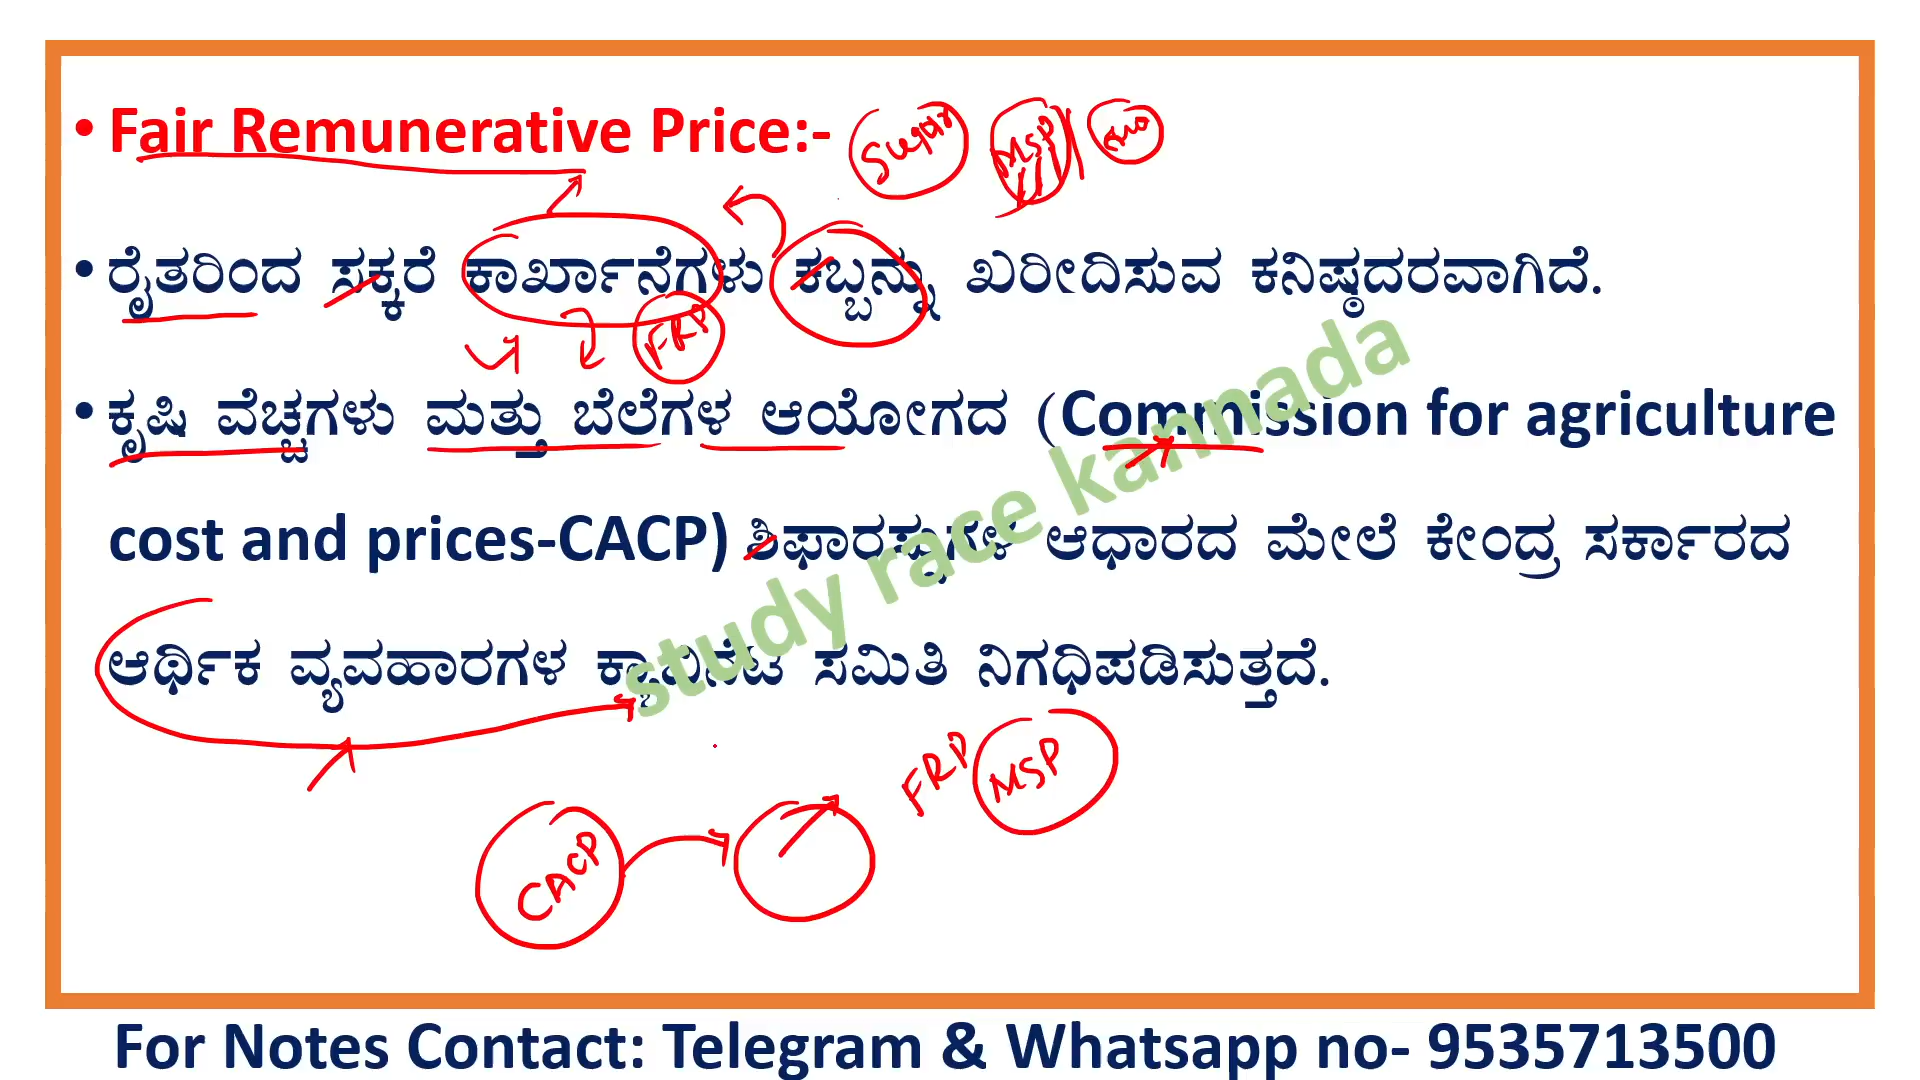 • Fair Remunerative Price:- Sugar MSP
• ರೈತರಿಂದ ಸಕ್ಕರೆ ಕಾರ್ಖಾನೆಗಳು ಕಬ್ಬನ್ನು ಖರೀದಿಸುವ ಕನಿಷ್ಠದರವಾಗಿದೆ.
FRP
• ಕೃಷಿ ವೆಚ್ಚಗಳು ಮತ್ತು ಬೆಲೆಗಳ ಆಯೋಗದ (Commission for agriculture
cost and prices-CACP) ಶಿಫಾರಸ್ಸುಗಳ ಆಧಾರದ ಮೇಲೆ ಕೇಂದ್ರ ಸರ್ಕಾರದ
ಆರ್ಥಿಕ ವ್ಯವಹಾರಗಳ ಕ್ಯಾಬಿನೆಟ ಸಮಿತಿ ನಿಗಧಿಪಡಿಸುತ್ತದೆ.
study race kannada
FRP MSP
CACP
For Notes Contact: Telegram & Whatsapp no- 9535713500